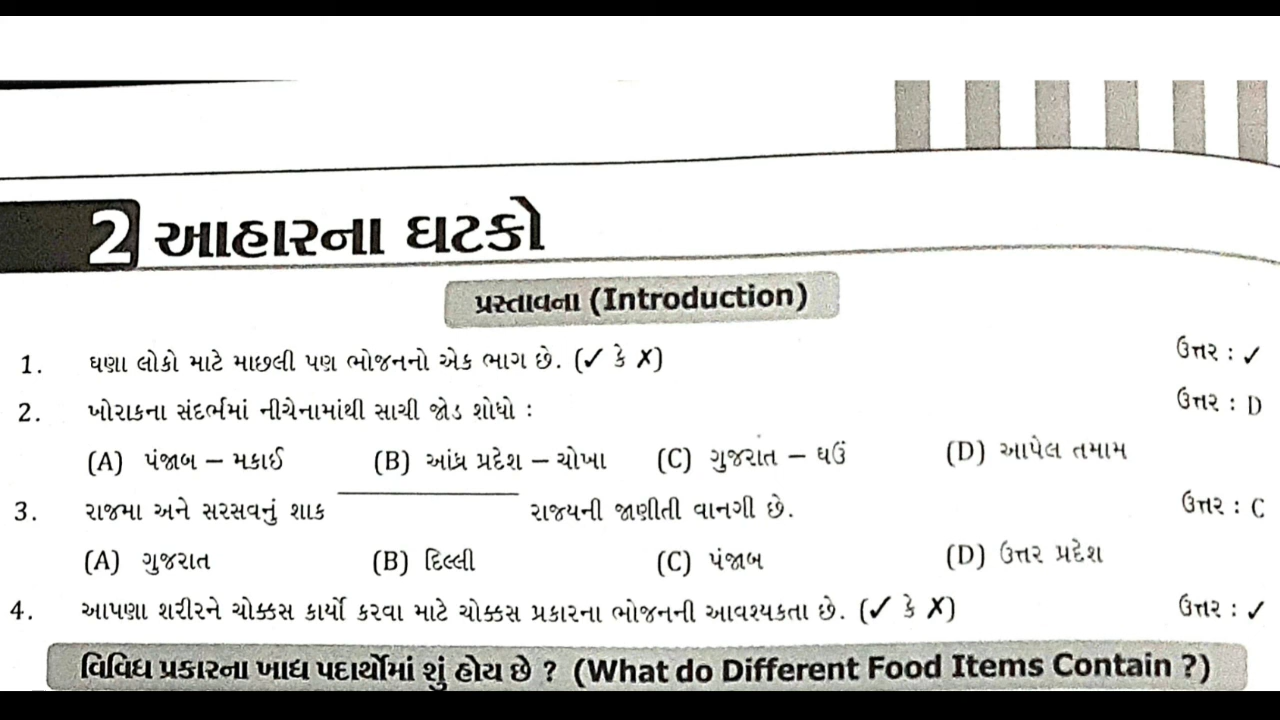 2 આહારના ઘટકો
પ્રસ્તાવના (Introduction)
1. ઘણા લોકો માટે માછલી પણ ભોજનનો એક ભાગ છે. (✓ કે ✗) ઉત્તર : ✓
2. ખોરાકના સંદર્ભમાં નીચેનામાંથી સાચી જોડ શોધો : ઉત્તર : D
(A) પંજાબ – મકાઈ (B) આંધ્ર પ્રદેશ – ચોખા (C) ગુજરાત – ઘઉં (D) આપેલ તમામ
3. રાજમા અને સરસવનું શાક __________ રાજ્યની જાણીતી વાનગી છે. ઉત્તર : C
(A) ગુજરાત (B) દિલ્લી (C) પંજાબ (D) ઉત્તર પ્રદેશ
4. આપણા શરીરને ચોક્કસ કાર્યો કરવા માટે ચોક્કસ પ્રકારના ભોજનની આવશ્યકતા છે. (✓ કે ✗) ઉત્તર : ✓
વિવિધ પ્રકારના ખાદ્ય પદાર્થોમાં શું હોય છે ? (What do Different Food Items Contain ?)